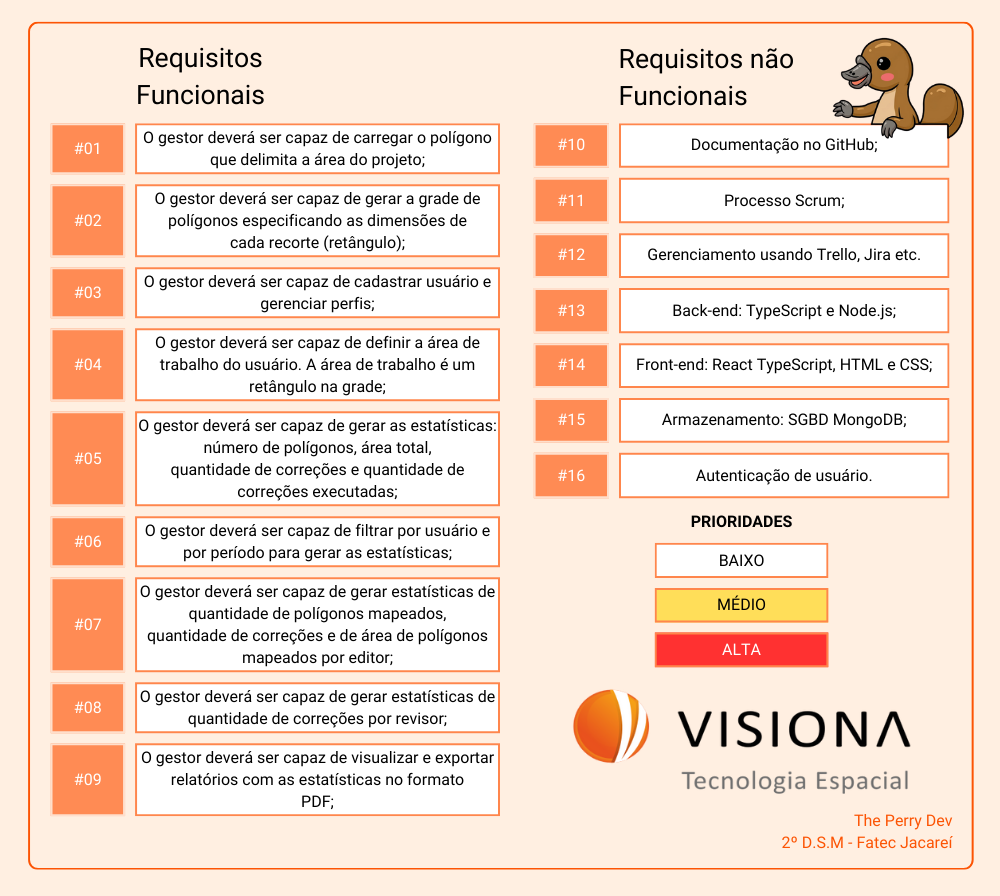 Requisitos
Funcionais
#01
O gestor deverá ser capaz de carregar o polígono
que delimita a área do projeto;
#02
O gestor deverá ser capaz de gerar a grade de
polígonos especificando as dimensões de
cada recorte (retângulo);
#03
O gestor deverá ser capaz de cadastrar usuário e
gerenciar perfis;
#04
O gestor deverá ser capaz de definir a área de
trabalho do usuário. A área de trabalho é um
retângulo na grade;
#05
O gestor deverá ser capaz de gerar as estatísticas:
número de polígonos, área total,
quantidade de correções e quantidade de
correções executadas;
#06
O gestor deverá ser capaz de filtrar por usuário e
por período para gerar as estatísticas;
#07
O gestor deverá ser capaz de gerar estatísticas de
quantidade de polígonos mapeados,
quantidade de correções e de área de polígonos
mapeados por editor;
#08
O gestor deverá ser capaz de gerar estatísticas de
quantidade de correções por revisor;
#09
O gestor deverá ser capaz de visualizar e exportar
relatórios com as estatísticas no formato
PDF;
Requisitos não
Funcionais
#10
Documentação no GitHub;
#11
Processo Scrum;
#12
Gerenciamento usando Trello, Jira etc.
#13
Back-end: TypeScript e Node.js;
#14
Front-end: React TypeScript, HTML e CSS;
#15
Armazenamento: SGBD MongoDB;
#16
Autenticação de usuário.
PRIORIDADES
BAIXO
MÉDIO
ALTA
VISIONA
Tecnologia Espacial
The Perry Dev
2º D.S.M - Fatec Jacareí